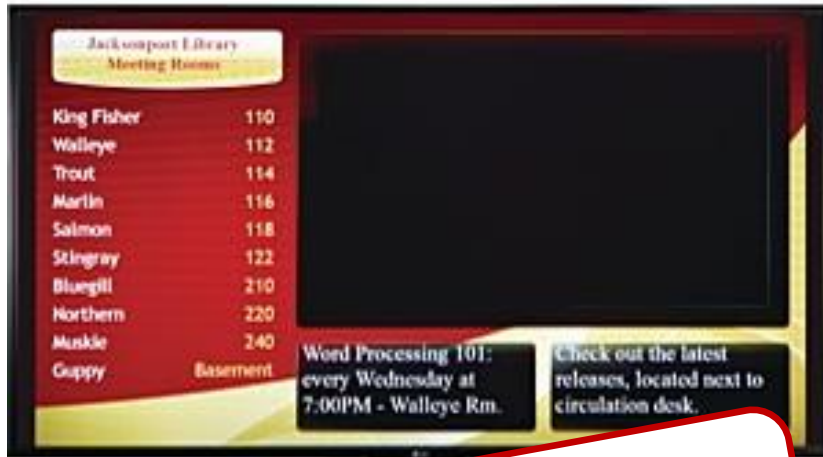 Jacksonport Library
Meeting Rooms
King Fisher 110
Walleye 112
Trout 114
Marlin 116
Salmon 118
Stingray 122
Bluegill 210
Northern 220
Muskie 240
Guppy Basement
Word Processing 101:
every Wednesday at
7:00PM - Walleye Rm.
Check out the latest
releases, located next to
circulation desk.